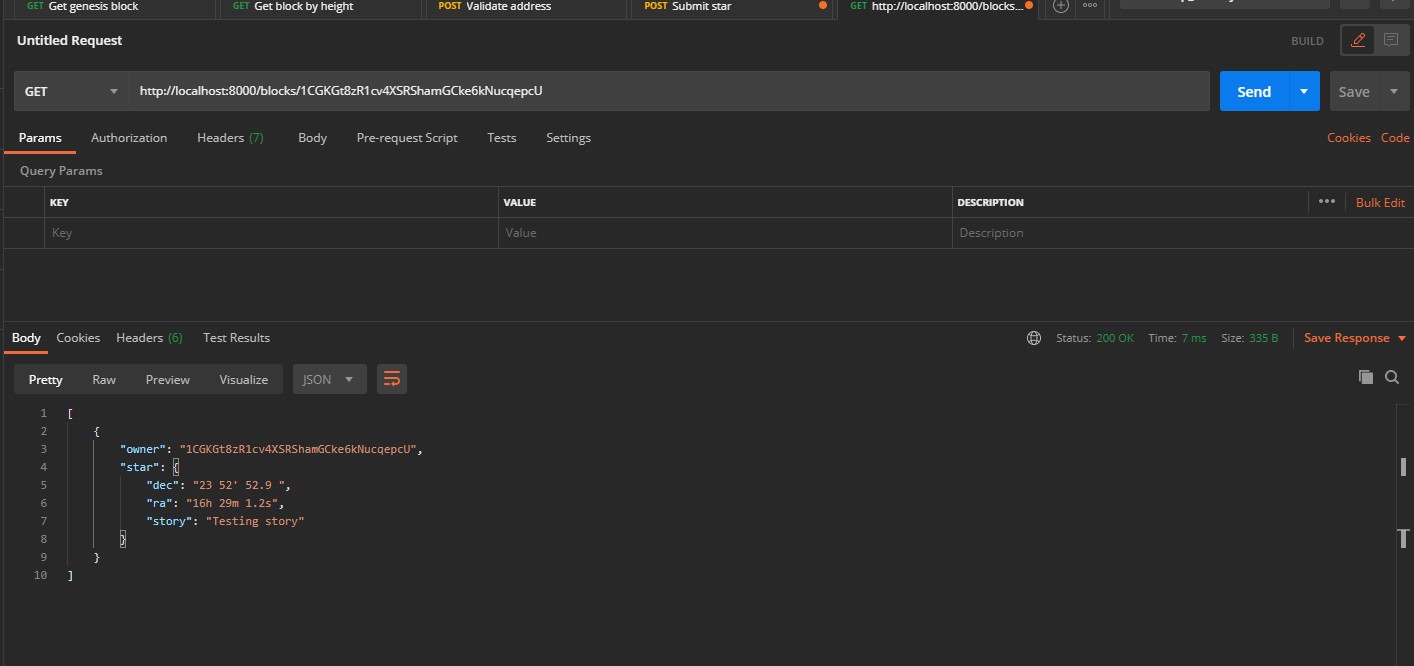 GET Get genesis block GET Get block by height POST Validate address POST Submit star GET http://localhost:8000/blocks...
Untitled Request BUILD
GET http://localhost:8000/blocks/1CGKGt8zR1cv4XSRShamGCke6kNucqepcU Send Save
Params Authorization Headers (7) Body Pre-request Script Tests Settings Cookies Code
Query Params
KEY VALUE DESCRIPTION ••• Bulk Edit
Key Value Description
Body Cookies Headers (6) Test Results Status: 200 OK Time: 7 ms Size: 335 B Save Response
Pretty Raw Preview Visualize JSON
1 [
2 {
3 "owner": "1CGKGt8zR1cv4XSRShamGCke6kNucqepcU",
4 "star": {
5 "dec": "23 52' 52.9 ",
6 "ra": "16h 29m 1.2s",
7 "story": "Testing story"
8 }
9 }
10 ]